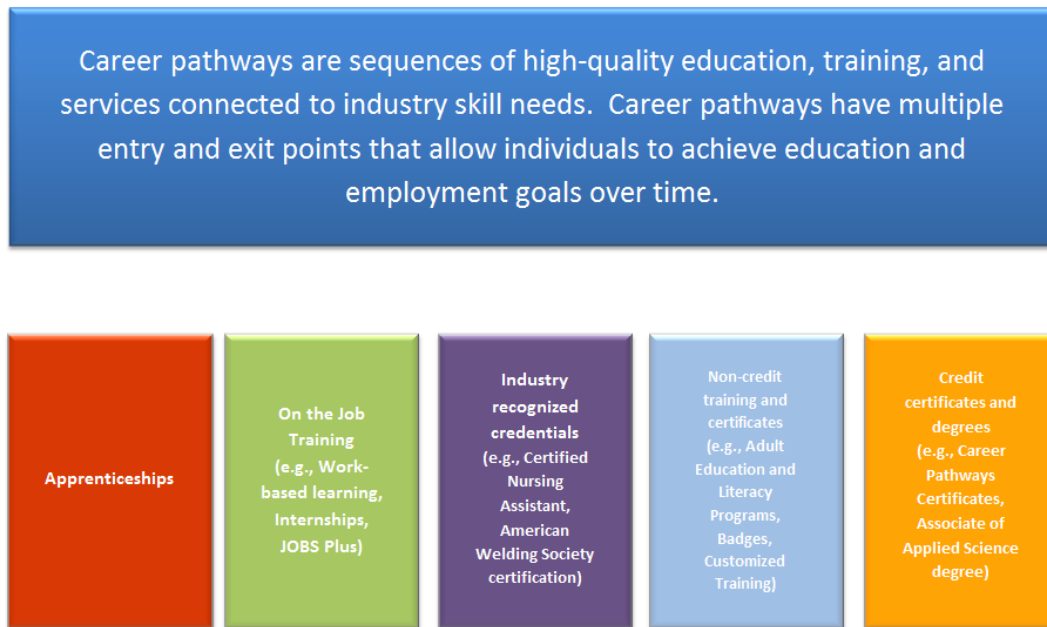 Career pathways are sequences of high-quality education, training, and
services connected to industry skill needs.  Career pathways have multiple
entry and exit points that allow individuals to achieve education and
employment goals over time.
Apprenticeships
On the Job
Training
(e.g., Work-
based learning,
Internships,
JOBS Plus)
Industry
recognized
credentials
(e.g., Certified
Nursing
Assistant,
American
Welding Society
certification)
Non-credit
training and
certificates
(e.g., Adult
Education and
Literacy
Programs,
Badges,
Customized
Training)
Credit
certificates and
degrees
(e.g., Career
Pathways
Certificates,
Associate of
Applied Science
degree)